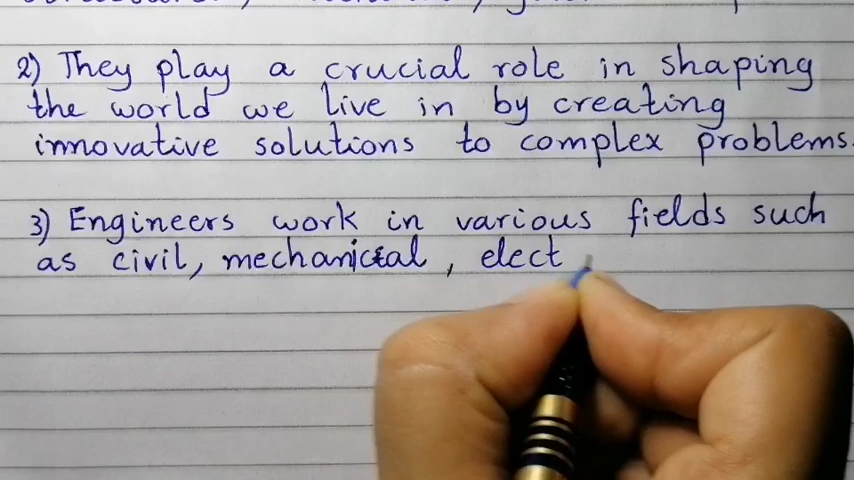 2) They play a crucial role in shaping
the world we live in by creating
innovative solutions to complex problems.
3) Engineers work in various fields such
as civil, mechanical, elect